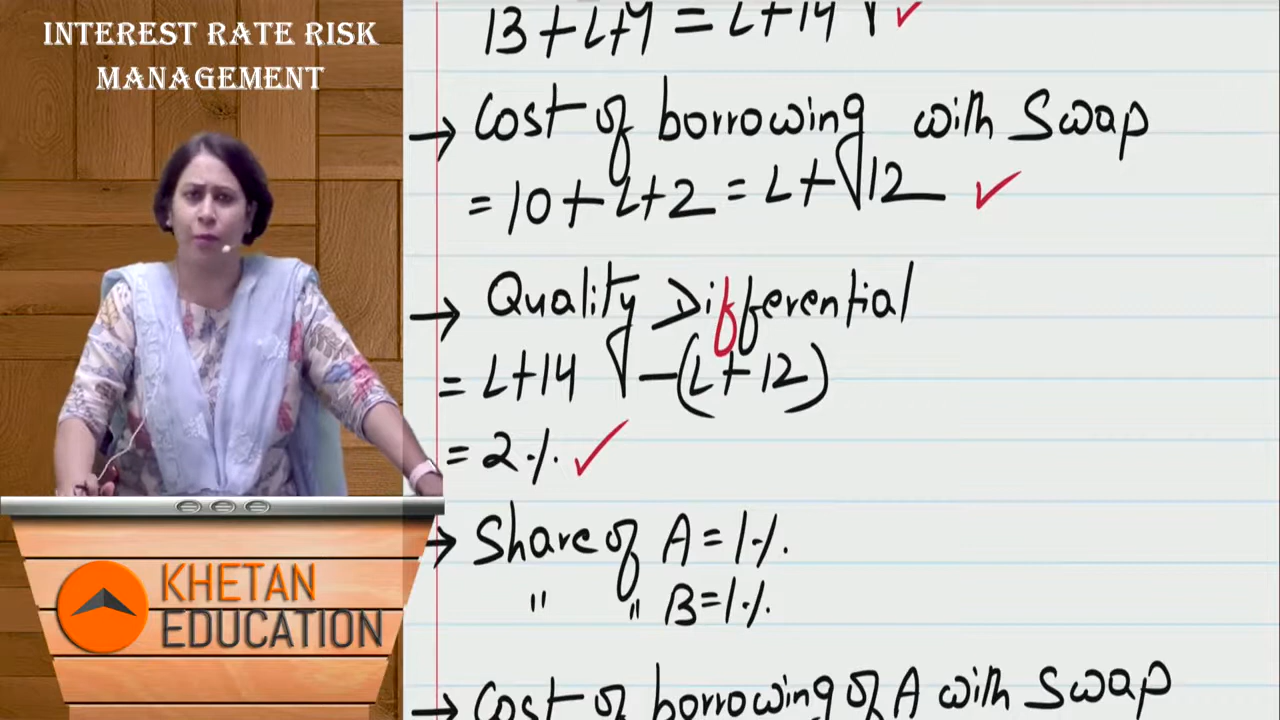 INTEREST RATE RISK
MANAGEMENT
13+L+1 = L+14
→ Cost of borrowing with Swap
= 10+L+2 = L+12
→ Quality Differential
= L+14 -(L+12)
= 2%
→ Share of A = 1%
" " B = 1%
→ Cost of borrowing of A with Swap
KHETAN
EDUCATION